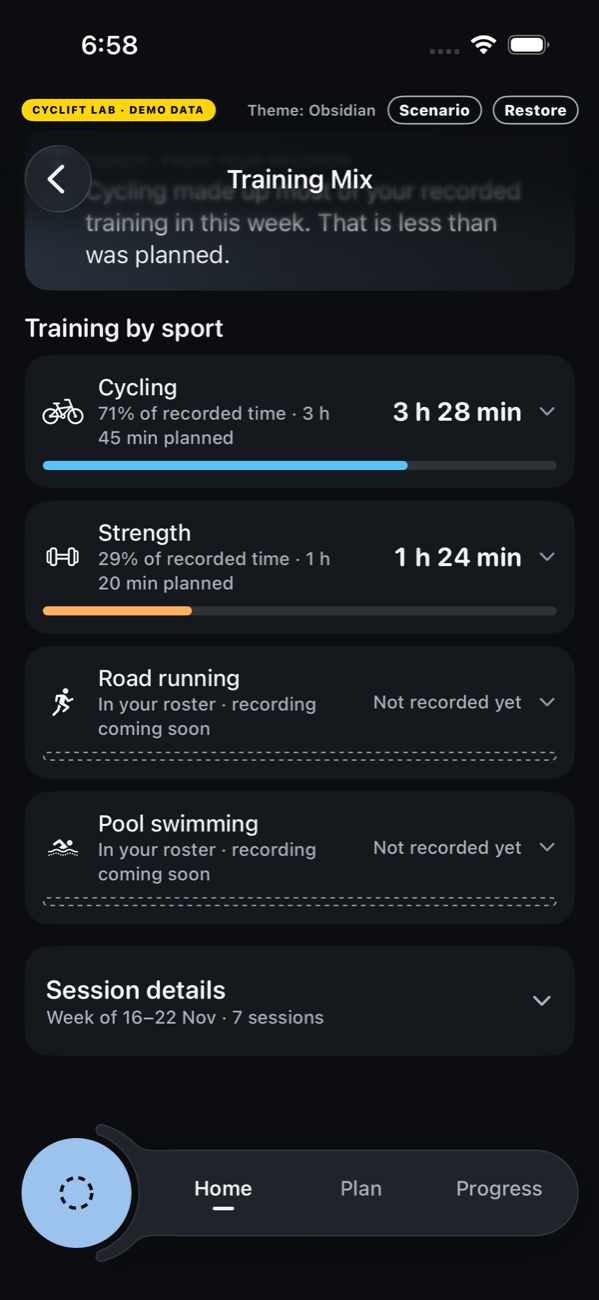 6:58
CYCLIFT LAB · DEMO DATA
Theme: Obsidian
Scenario
Restore
COACH · FROM YOUR RECORDS
Training Mix
Cycling made up most of your recorded
training in this week. That is less than
was planned.
Training by sport
Cycling
71% of recorded time · 3 h
45 min planned
3 h 28 min
Strength
29% of recorded time · 1 h
20 min planned
1 h 24 min
Road running
In your roster · recording
coming soon
Not recorded yet
Pool swimming
In your roster · recording
coming soon
Not recorded yet
Session details
Week of 16–22 Nov · 7 sessions
Home
Plan
Progress